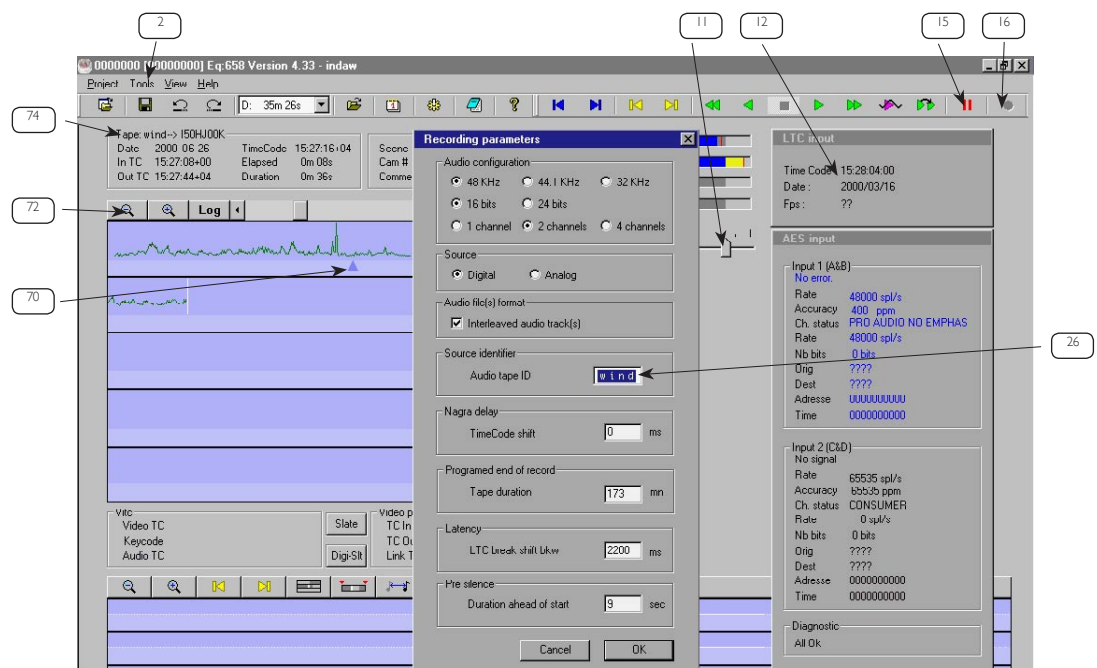 2
11
12
15
16
0000000 [00000000] Eq:658 Version 4.33 - indaw
Project Tools View Help
D: 35m 26s
74
Tape: wind--> I50HJ00K
Date 2000 06 26 TimeCode 15:27:16+04
In TC 15:27:08+00 Elapsed 0m 08s
Out TC 15:27:44+04 Duration 0m 36s
Scene
Cam #
Comme
72
Log
70
Recording parameters
Audio configuration
48 KHz 44.1 KHz 32 KHz
16 bits 24 bits
1 channel 2 channels 4 channels
Source
Digital Analog
Audio file(s) format
Interleaved audio track(s)
Source identifier
Audio tape ID wind
26
Nagra delay
TimeCode shift 0 ms
Programed end of record
Tape duration 173 mn
Latency
LTC break shift bkw 2200 ms
Pre silence
Duration ahead of start 9 sec
Cancel OK
LTC input
Time Code 15:28:04:00
Date : 2000/03/16
Fps : ??
AES input
Input 1 (A&B)
No error.
Rate 48000 spl/s
Accuracy 400 ppm
Ch. status PRO AUDIO NO EMPHAS
Rate 48000 spl/s
Nb bits 0 bits
Orig ????
Dest ????
Adresse UUUUUUUUUU
Time 0000000000
Input 2 (C&D)
No signal
Rate 65535 spl/s
Accuracy 65535 ppm
Ch. status CONSUMER
Rate 0 spl/s
Nb bits 0 bits
Orig ????
Dest ????
Adresse 0000000000
Time 0000000000
Diagnostic
All Ok
Vitc
Video TC
Keycode
Audio TC
Slate
Digi-Slt
Video p
TC In
TC Ou
Link T